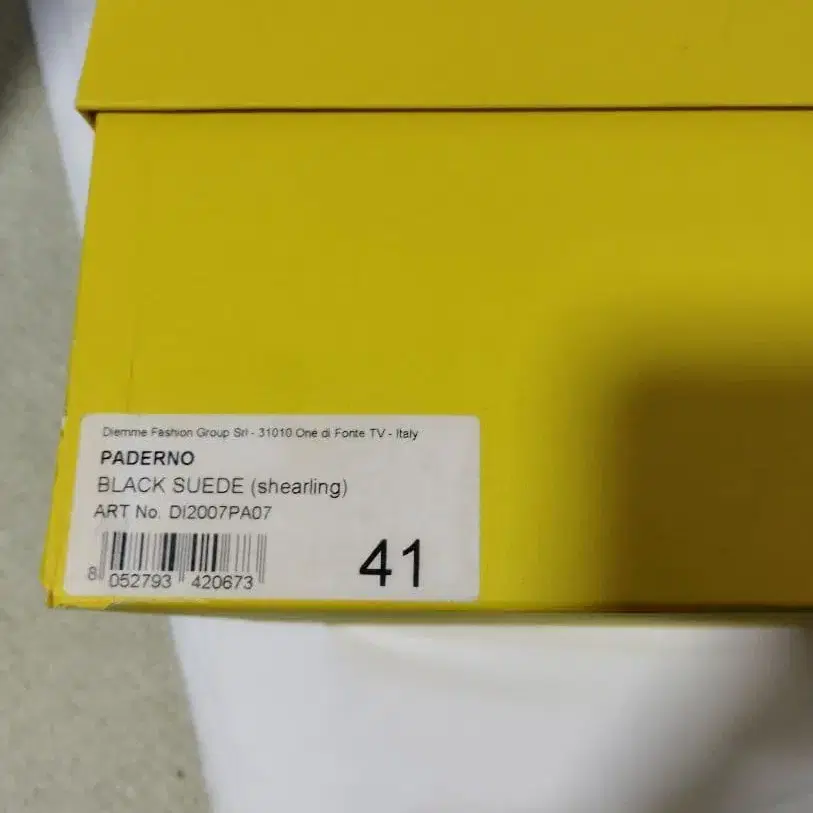 Diemme Fashion Group Srl - 31010 Onè di Fonte TV - Italy
PADERNO
BLACK SUEDE (shearling)
ART No. DI2007PA07
41
8 052793 420673